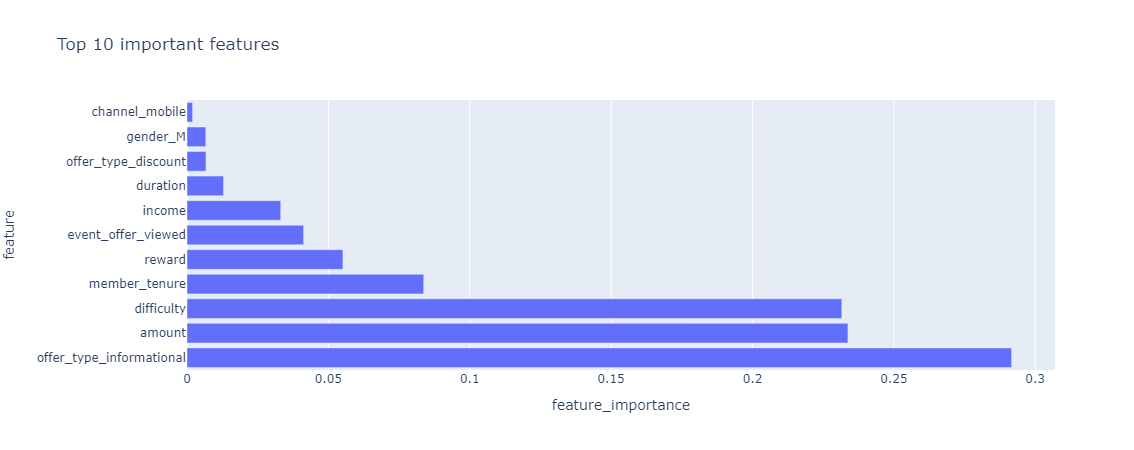 Top 10 important features
channel_mobile
gender_M
offer_type_discount
duration
income
event_offer_viewed
reward
member_tenure
difficulty
amount
offer_type_informational
feature
0 0.05 0.1 0.15 0.2 0.25 0.3
feature_importance